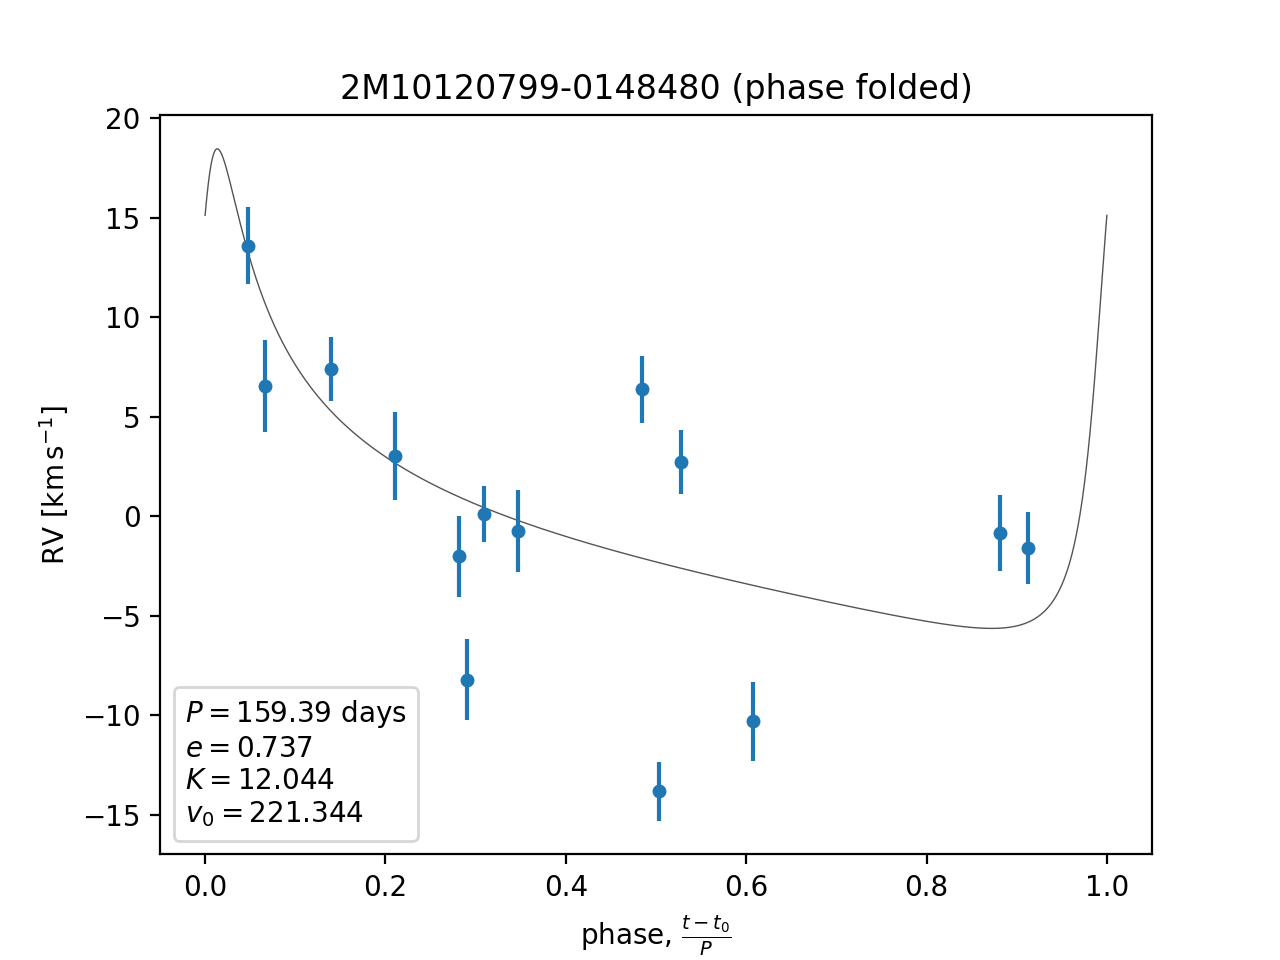 2M10120799-0148480 (phase folded)
20
15
10
5
0
−5
−10
−15
RV [km s⁻¹]
P = 159.39 days
e = 0.737
K = 12.044
v₀ = 221.344
0.0 0.2 0.4 0.6 0.8 1.0
phase, (t − t₀)/P